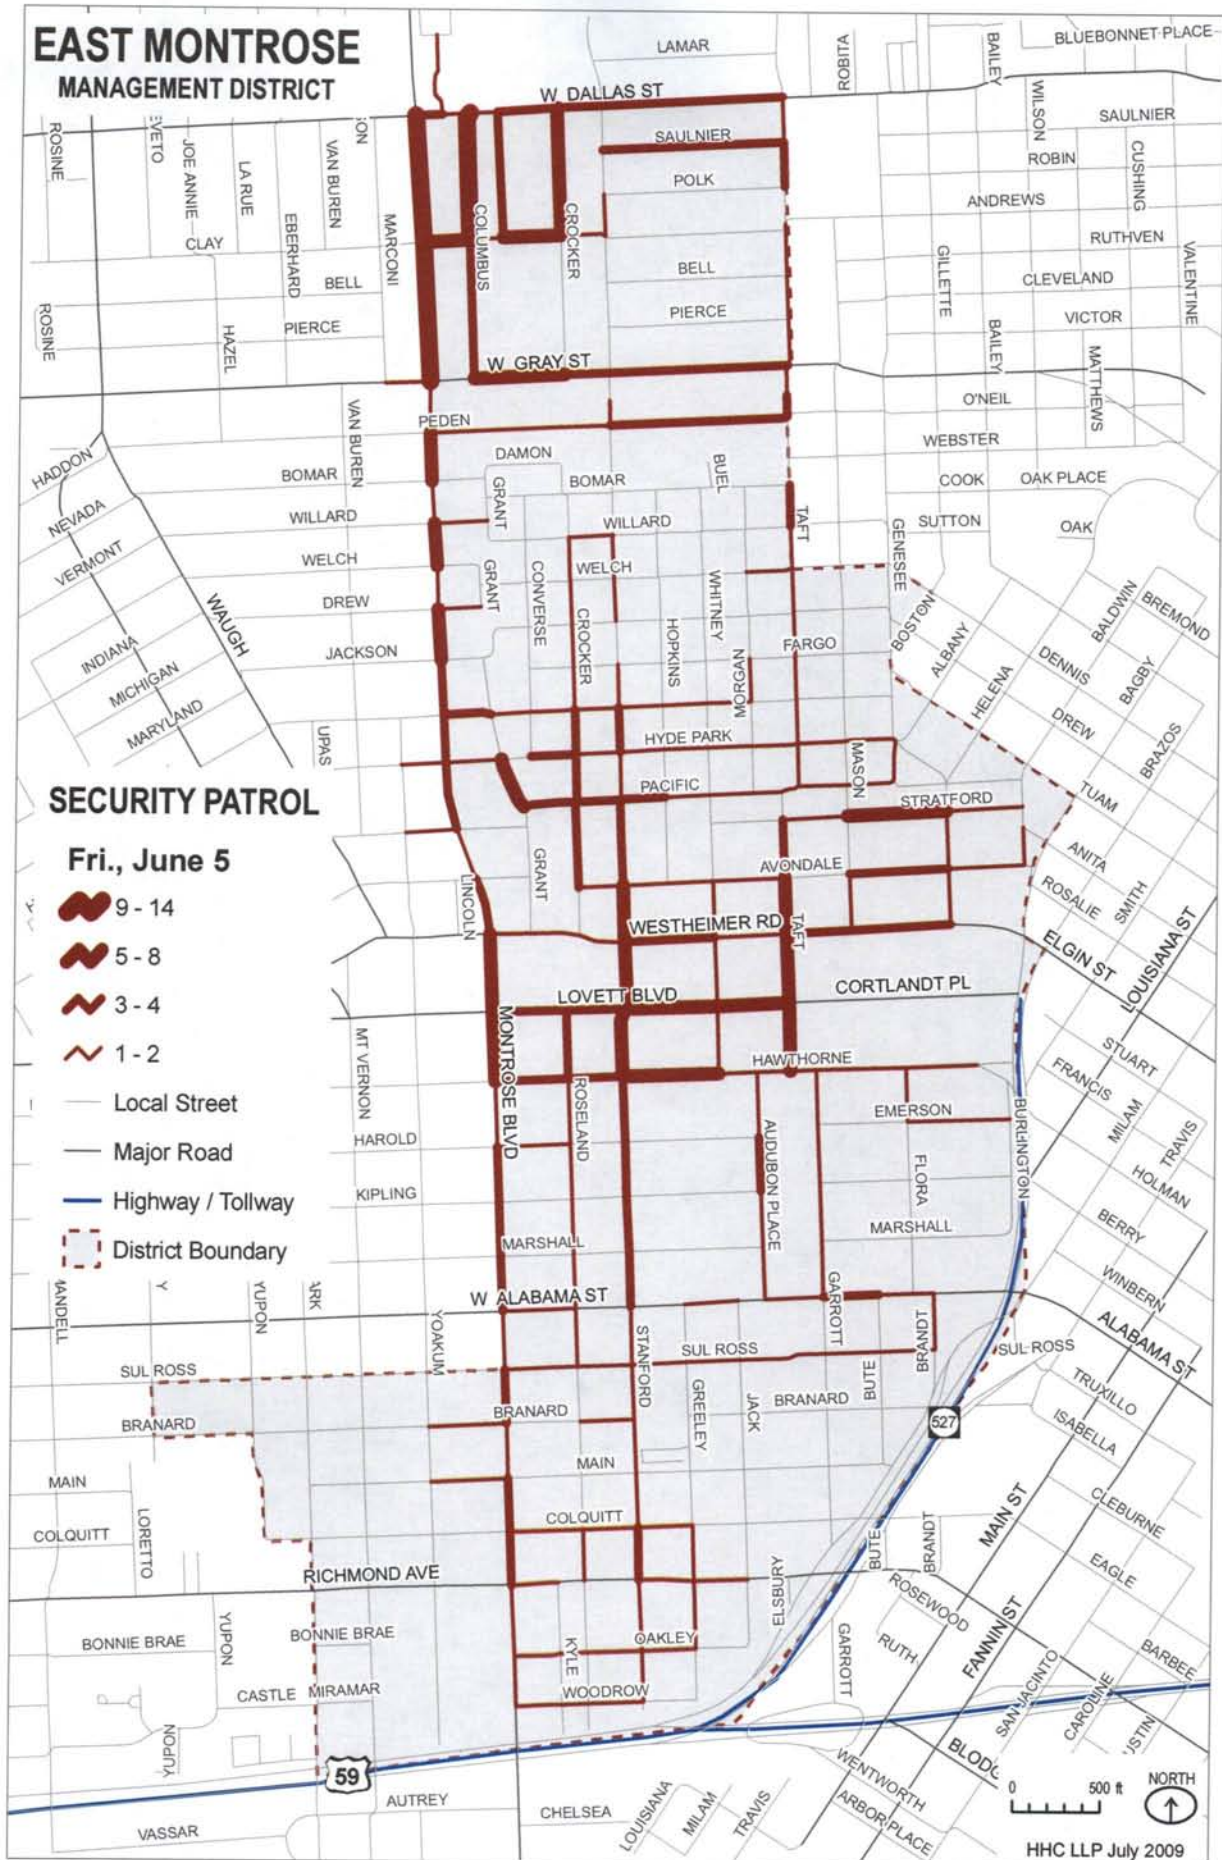 EAST MONTROSE
MANAGEMENT DISTRICT
LAMAR
ROBITA
BAILEY
BLUEBONNET PLACE
W DALLAS ST
WILSON
SAULNIER
SAULNIER
ROSINE
EVETO
JOE ANNIE
LA RUE
VAN BUREN
ON
ROBIN
CUSHING
POLK
ANDREWS
COLUMBUS
CROCKER
MARCONI
EBERHARD
CLAY
RUTHVEN
GILLETTE
VALENTINE
BELL
BELL
CLEVELAND
ROSINE
HAZEL
PIERCE
PIERCE
VICTOR
BAILEY
MATTHEWS
W GRAY ST
O'NEIL
PEDEN
VAN BUREN
WEBSTER
HADDON
DAMON
BUEL
BOMAR
BOMAR
COOK
OAK PLACE
NEVADA
GRANT
WILLARD
WILLARD
TAFT
GENESEE
SUTTON
OAK
VERMONT
WELCH
WELCH
GRANT
CONVERSE
WHITNEY
BALDWIN
BREMOND
DREW
WAUGH
CROCKER
HOPKINS
BOSTON
ALBANY
INDIANA
JACKSON
FARGO
DENNIS
BAGBY
MICHIGAN
MORGAN
HELENA
DREW
MARYLAND
UPAS
HYDE PARK
MASON
BRAZOS
PACIFIC
STRATFORD
TUAM
SECURITY PATROL
Fri., June 5
GRANT
AVONDALE
ANITA
9 - 14
LINCOLN
ROSALIE
SMITH
WESTHEIMER RD
TAFT
5 - 8
ELGIN ST
LOUISIANA ST
3 - 4
LOVETT BLVD
CORTLANDT PL
1 - 2
MT VERNON
MONTROSE BLVD
HAWTHORNE
STUART
FRANCIS
Local Street
ROSELAND
EMERSON
BURLINGTON
MILAM
TRAVIS
Major Road
HAROLD
AUDUBON PLACE
FLORA
HOLMAN
Highway / Tollway
KIPLING
MARSHALL
BERRY
District Boundary
MARSHALL
WINBERN
MANDELL
Y
YUPON
ARK
YOAKUM
W ALABAMA ST
GARROTT
ALABAMA ST
STANFORD
BRANDT
SUL ROSS
SUL ROSS
SUL ROSS
BUTE
TRUXILLO
BRANARD
BRANARD
GREELEY
JACK
BRANARD
527
ISABELLA
MAIN
MAIN
MAIN ST
CLEBURNE
COLQUITT
LORETTO
COLQUITT
BUTE
BRANDT
EAGLE
RICHMOND AVE
ELSBURY
ROSEWOOD
FANNIN ST
BONNIE BRAE
YUPON
BONNIE BRAE
KYLE
OAKLEY
GARROTT
RUTH
BARBEE
CASTLE MIRAMAR
WOODROW
SAN JACINTO
CAROLINE
USTIN
YUPON
59
BLODG
WENTWORTH
AUTREY
CHELSEA
LOUISIANA
MILAM
TRAVIS
ARBOR PLACE
VASSAR
0 500 ft
NORTH
HHC LLP July 2009